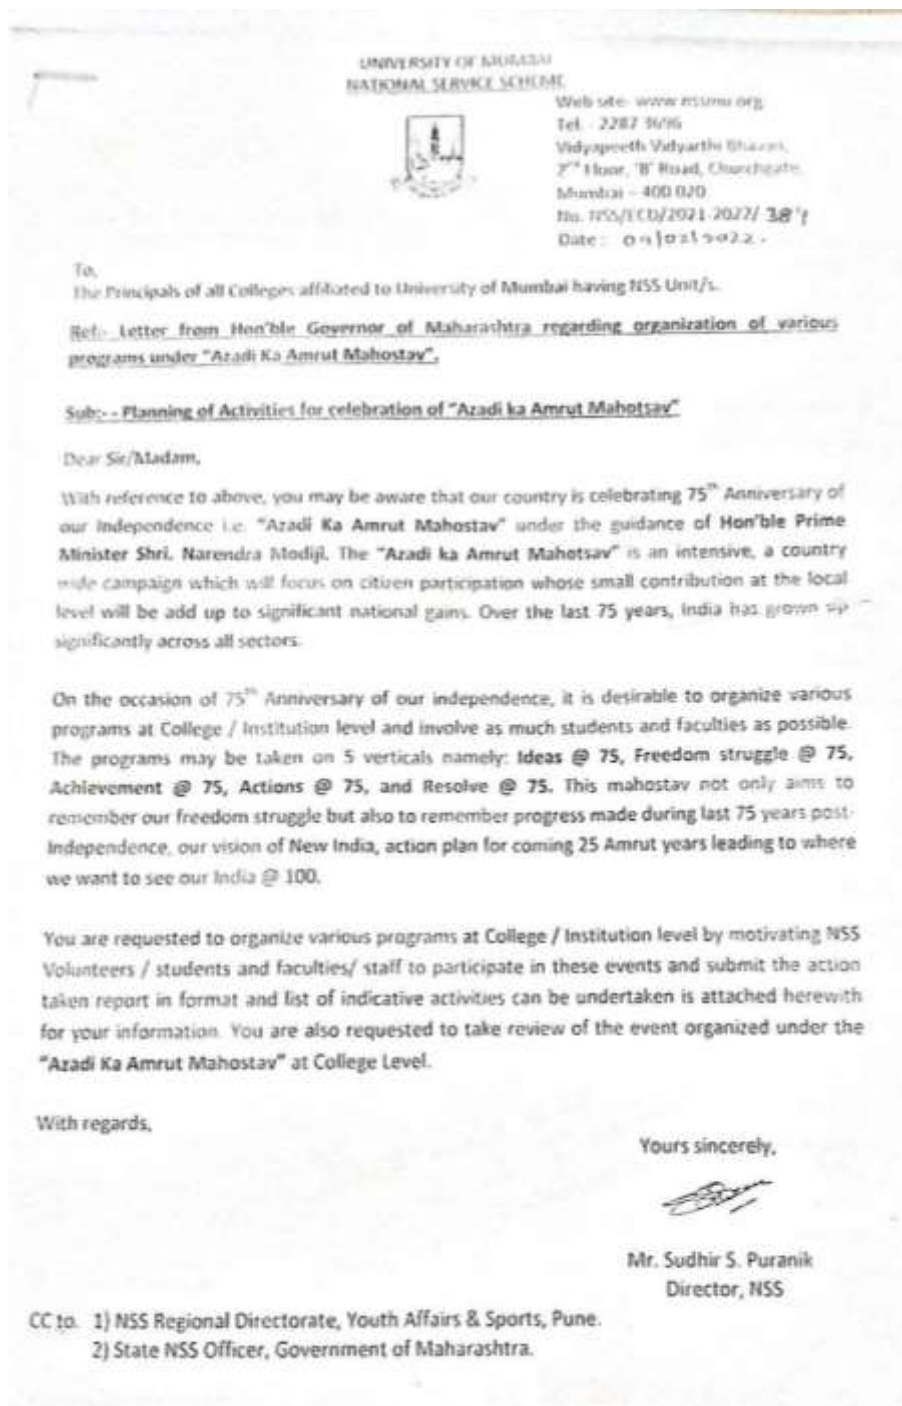 UNIVERSITY OF MUMBAI
NATIONAL SERVICE SCHEME
Web site- www.nssmu.org
Tel. - 2287 3696
Vidyapeeth Vidyarthi Bhavan,
2nd Floor, 'B' Road, Churchgate,
Mumbai – 400 020
No. NSS/ECD/2021-2022/
Date :
To,
The Principals of all Colleges affiliated to University of Mumbai having NSS Unit/s.
Ref:- Letter from Hon'ble Governor of Maharashtra regarding organization of various
programs under "Azadi Ka Amrut Mahostav".
Sub:- - Planning of Activities for celebration of "Azadi ka Amrut Mahotsav"
Dear Sir/Madam,
With reference to above, you may be aware that our country is celebrating 75th Anniversary of
our Independence i.e. "Azadi Ka Amrut Mahostav" under the guidance of Hon'ble Prime
Minister Shri. Narendra Modiji. The "Azadi ka Amrut Mahotsav" is an intensive, a country
wide campaign which will focus on citizen participation whose small contribution at the local
level will be add up to significant national gains. Over the last 75 years, India has grown up
significantly across all sectors.
On the occasion of 75th Anniversary of our independence, it is desirable to organize various
programs at College / Institution level and involve as much students and faculties as possible.
The programs may be taken on 5 verticals namely: Ideas @ 75, Freedom struggle @ 75,
Achievement @ 75, Actions @ 75, and Resolve @ 75. This mahostav not only aims to
remember our freedom struggle but also to remember progress made during last 75 years post-
Independence, our vision of New India, action plan for coming 25 Amrut years leading to where
we want to see our India @ 100.
You are requested to organize various programs at College / Institution level by motivating NSS
Volunteers / students and faculties/ staff to participate in these events and submit the action
taken report in format and list of indicative activities can be undertaken is attached herewith
for your information. You are also requested to take review of the event organized under the
"Azadi Ka Amrut Mahostav" at College Level.
With regards,
Yours sincerely,
Mr. Sudhir S. Puranik
Director, NSS
CC to. 1) NSS Regional Directorate, Youth Affairs & Sports, Pune.
2) State NSS Officer, Government of Maharashtra.